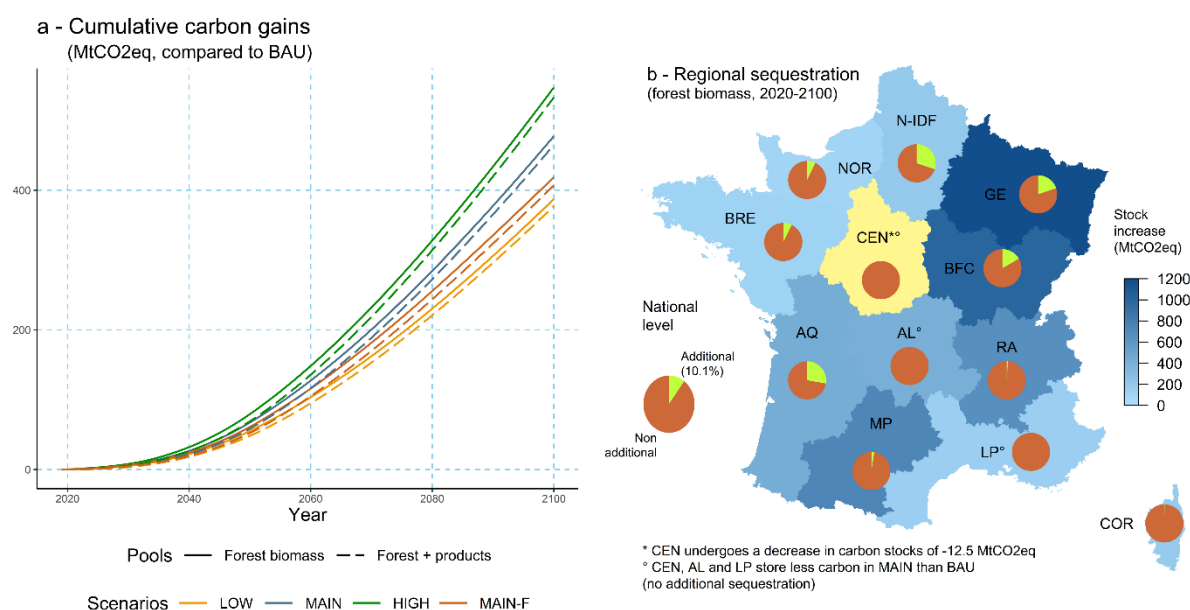 a - Cumulative carbon gains
(MtCO2eq, compared to BAU)
400
200
0
2020 2040 2060 2080 2100
Year
Pools Forest biomass Forest + products
Scenarios LOW MAIN HIGH MAIN-F
b - Regional sequestration
(forest biomass, 2020-2100)
N-IDF
NOR
GE
BRE
CEN*°
BFC
AQ
AL°
RA
MP
LP°
COR
National
level
Additional
(10.1%)
Non
additional
Stock
increase
(MtCO2eq)
1200
1000
800
600
400
200
0
* CEN undergoes a decrease in carbon stocks of -12.5 MtCO2eq
° CEN, AL and LP store less carbon in MAIN than BAU
(no additional sequestration)